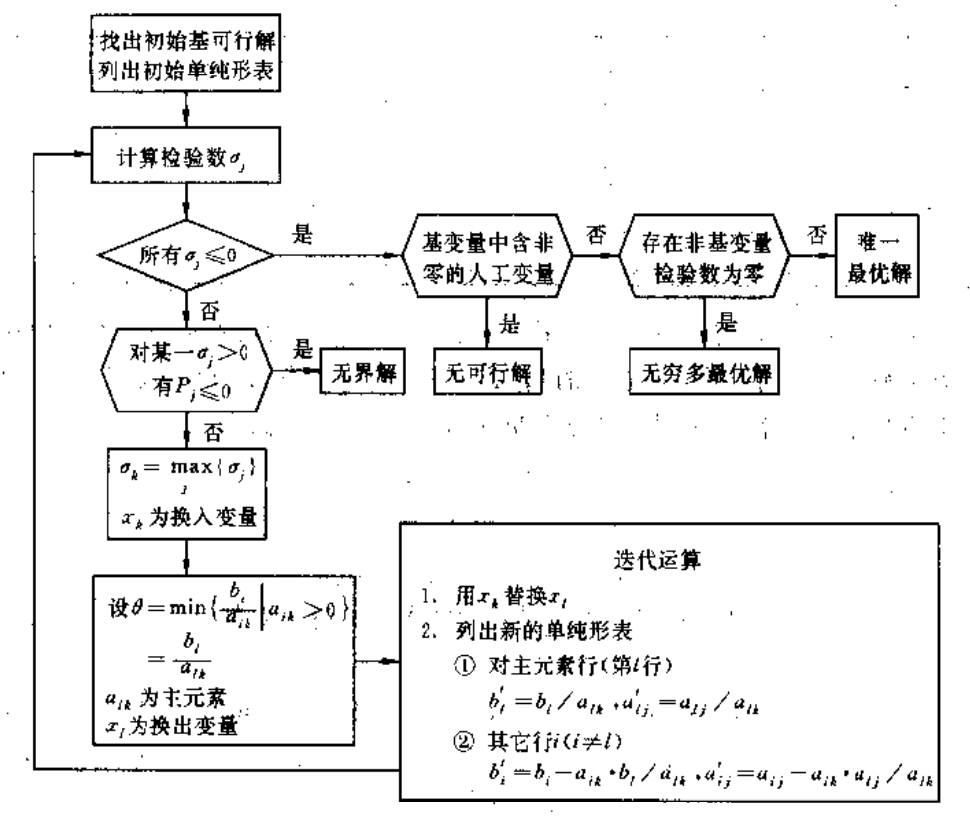 找出初始基可行解
列出初始单纯形表
计算检验数σⱼ
所有σⱼ≤0
是
基变量中含非
零的人工变量
否
存在非基变量
检验数为零
否
唯一
最优解
否
是
是
对某一σⱼ>0
有Pⱼ≤0
是
无界解
无可行解
无穷多最优解
否
σₖ= max{σⱼ}
j
xₖ为换入变量
设θ=min{bᵢ/aᵢₖ|aᵢₖ>0}
=bₗ/aₗₖ
aₗₖ为主元素
xₗ为换出变量
迭代运算
1. 用xₖ替换xₗ
2. 列出新的单纯形表
① 对主元素行(第l行)
b′ₗ=bₗ/aₗₖ,a′ₗⱼ=aₗⱼ/aₗₖ
② 其它行i(i≠l)
b′ᵢ=bᵢ-aᵢₖ·bₗ/aₗₖ,a′ᵢⱼ=aᵢⱼ-aᵢₖ·aₗⱼ/aₗₖ